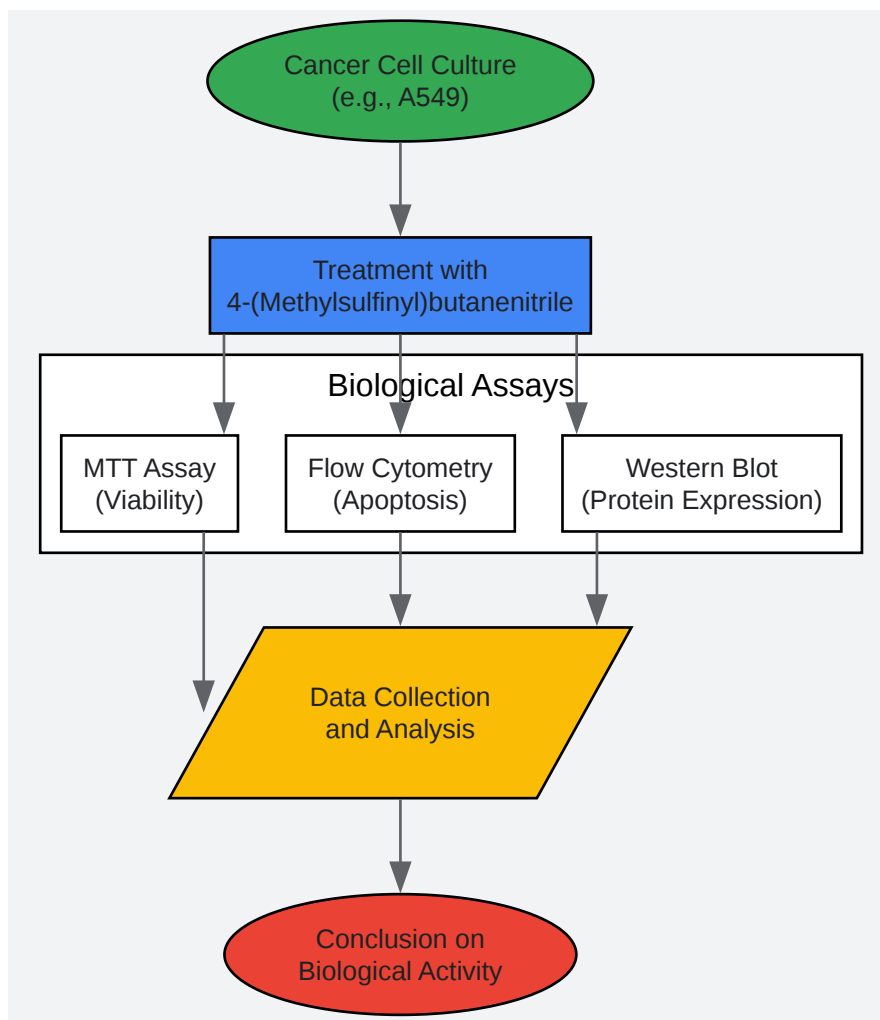 Cancer Cell Culture
(e.g., A549)
Treatment with
4-(Methylsulfinyl)butanenitrile
Biological Assays
MTT Assay
(Viability)
Flow Cytometry
(Apoptosis)
Western Blot
(Protein Expression)
Data Collection
and Analysis
Conclusion on
Biological Activity